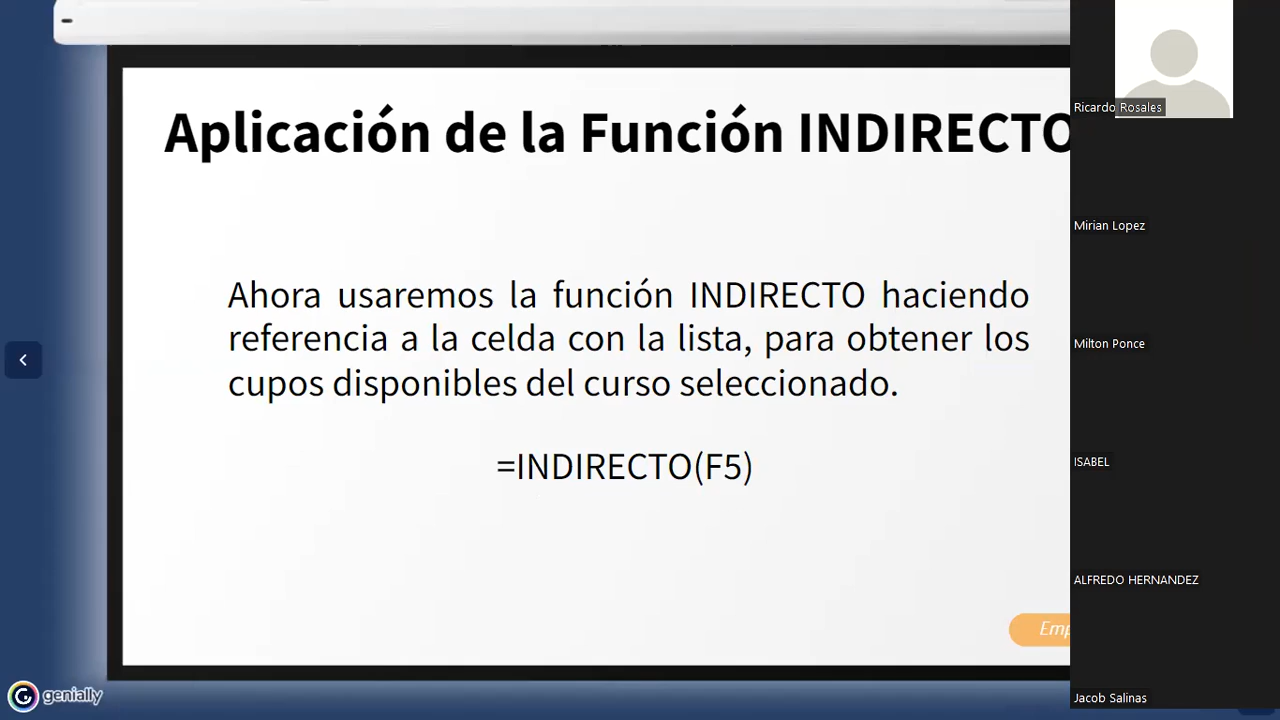 Aplicación de la Función INDIRECTO
Ahora usaremos la función INDIRECTO haciendo
referencia a la celda con la lista, para obtener los
cupos disponibles del curso seleccionado.
=INDIRECTO(F5)
Emp
genially
Ricardo Rosales
Mirian Lopez
Milton Ponce
ISABEL
ALFREDO HERNANDEZ
Jacob Salinas